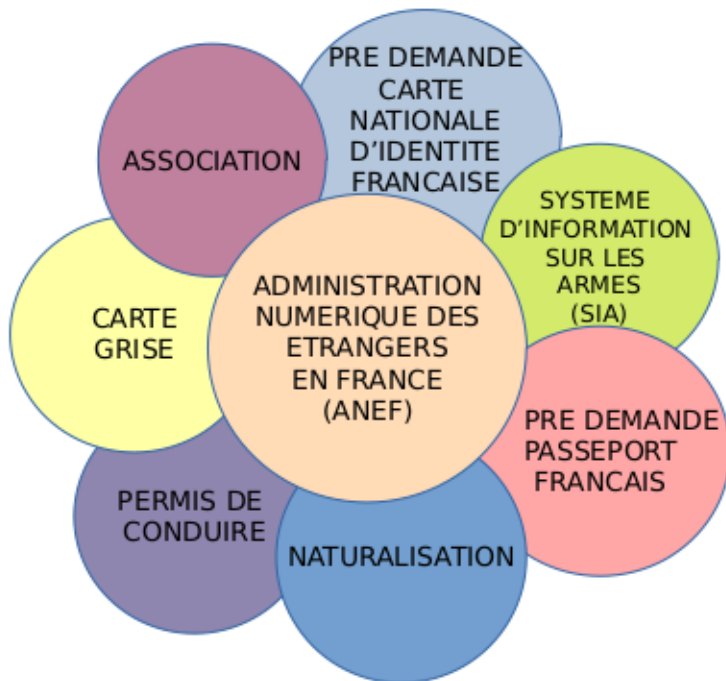 PRE DEMANDE
CARTE
NATIONALE
D’IDENTITE
FRANCAISE
ASSOCIATION
SYSTEME
D’INFORMATION
SUR LES
ARMES
(SIA)
ADMINISTRATION
NUMERIQUE DES
ETRANGERS
EN FRANCE
(ANEF)
CARTE
GRISE
PRE DEMANDE
PASSEPORT
FRANCAIS
PERMIS DE
CONDUIRE
NATURALISATION